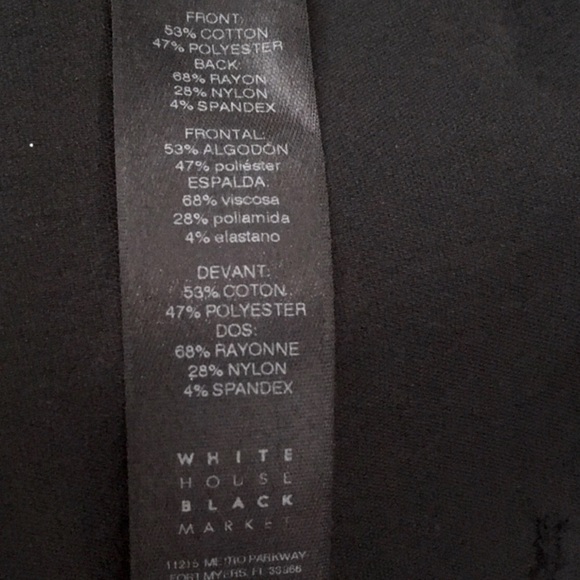 FRONT:
53% COTTON
47% POLYESTER
BACK:
68% RAYON
28% NYLON
4% SPANDEX
FRONTAL:
53% ALGODÓN
47% poliéster
ESPALDA:
68% viscosa
28% poliamida
4% elastano
DEVANT:
53% COTON
47% POLYESTER
DOS:
68% RAYONNE
28% NYLON
4% SPANDEX
WHITE
HOUSE
BLACK
MARKET
11215 METRO PARKWAY
FORT MYERS, FL 33966